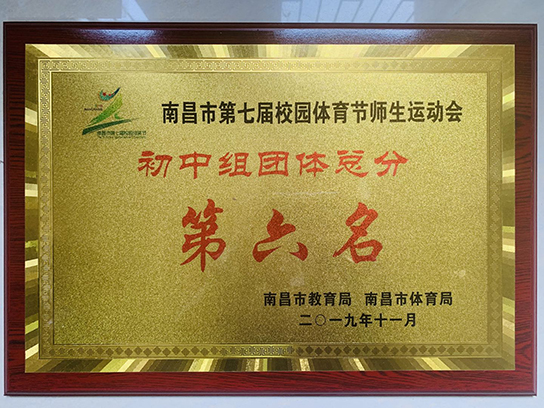 南昌市第七届校园体育节师生运动会
初中组团体总分
第六名
南昌市教育局 南昌市体育局
二〇一九年十一月